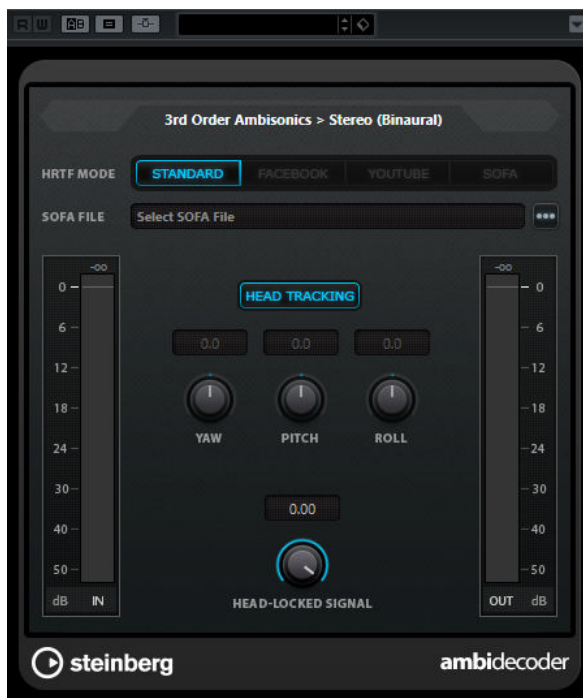 R W AB
3rd Order Ambisonics > Stereo (Binaural)
HRTF MODE STANDARD FACEBOOK YOUTUBE SOFA
SOFA FILE Select SOFA File ...
-∞ -∞
HEAD TRACKING
0 0
6 6
0.0 0.0 0.0
12 12
18 18
YAW PITCH ROLL
24 24
30 30
0.00
40 40
50 50
dB IN HEAD-LOCKED SIGNAL OUT dB
steinberg ambidecoder